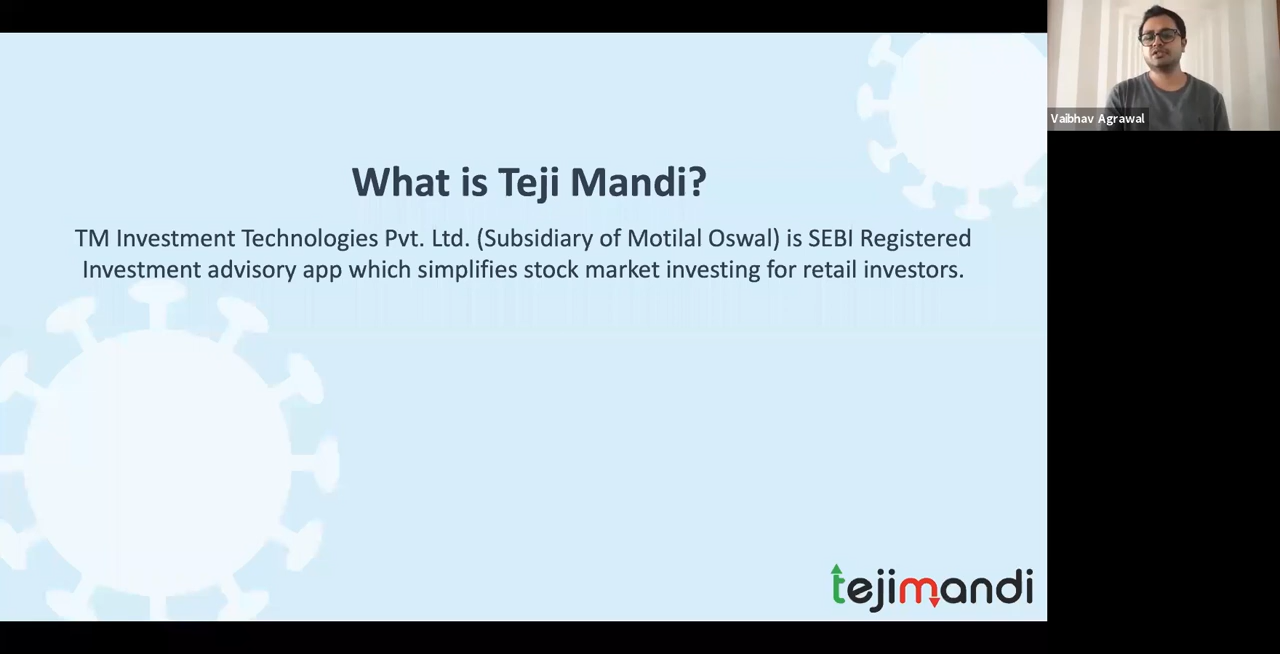 What is Teji Mandi?
TM Investment Technologies Pvt. Ltd. (Subsidiary of Motilal Oswal) is SEBI Registered
Investment advisory app which simplifies stock market investing for retail investors.
tejimandi
Vaibhav Agrawal